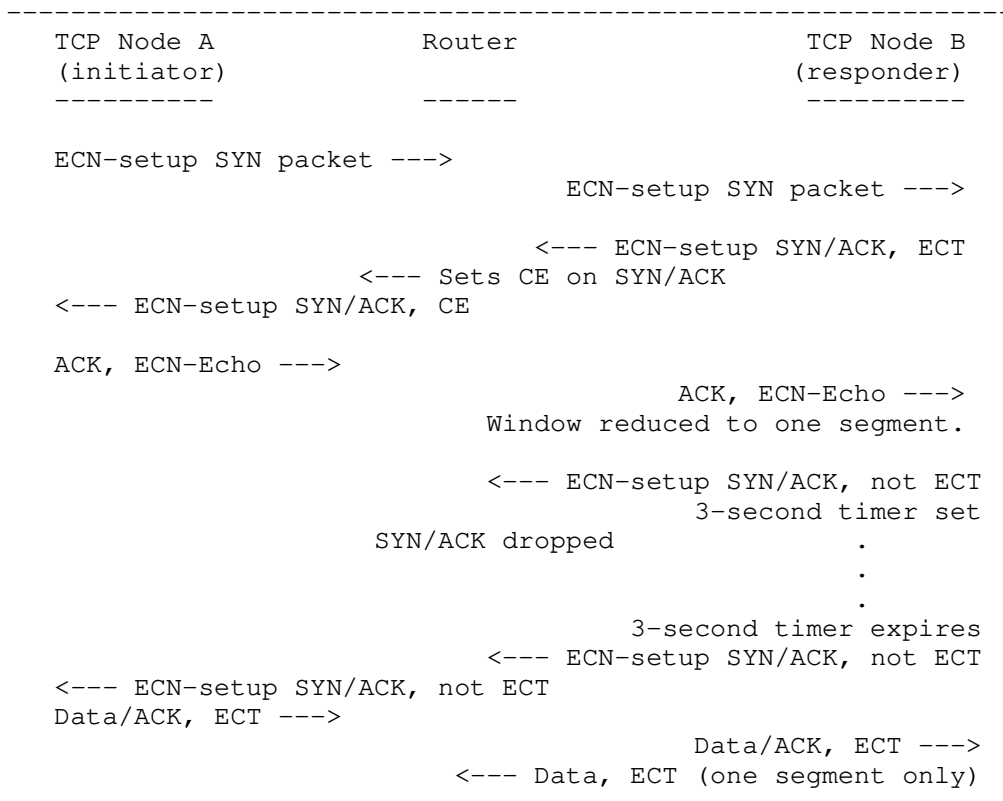 ---------------------------------------------------------------
TCP Node A             Router                  TCP Node B
(initiator)                                   (responder)
----------             ------                  ----------
ECN-setup SYN packet --->
ECN-setup SYN packet --->
<--- ECN-setup SYN/ACK, ECT
<--- Sets CE on SYN/ACK
<--- ECN-setup SYN/ACK, CE
ACK, ECN-Echo --->
ACK, ECN-Echo --->
Window reduced to one segment.
<--- ECN-setup SYN/ACK, not ECT
3-second timer set
SYN/ACK dropped               .
.
.
3-second timer expires
<--- ECN-setup SYN/ACK, not ECT
<--- ECN-setup SYN/ACK, not ECT
Data/ACK, ECT --->
Data/ACK, ECT --->
<--- Data, ECT (one segment only)